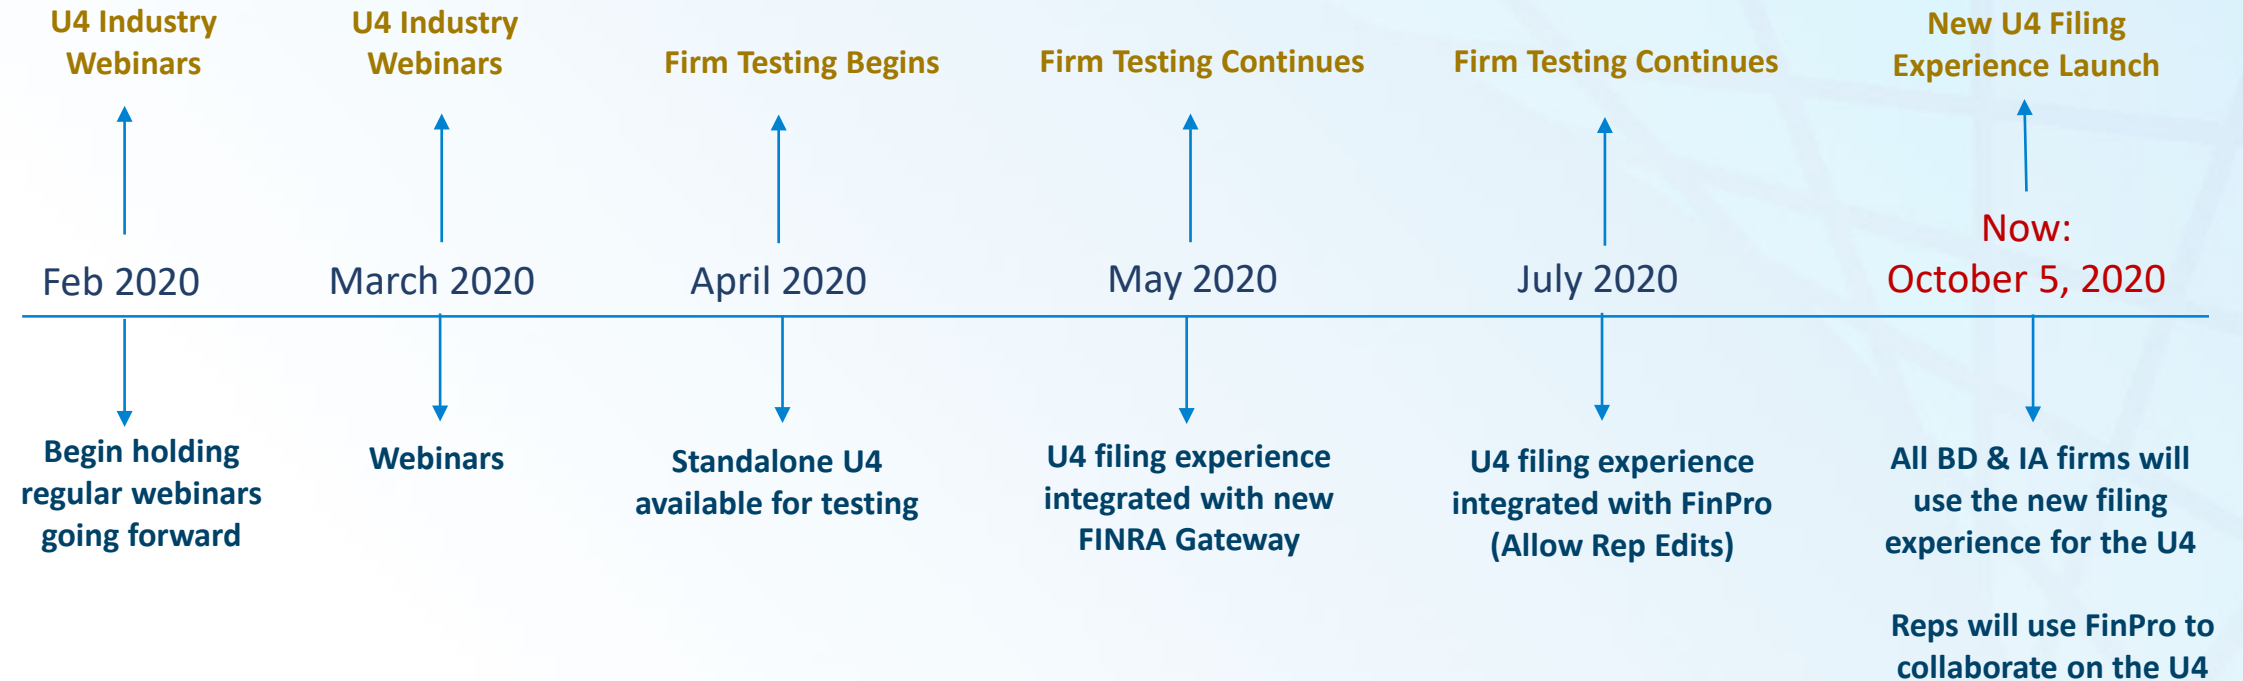 U4 Industry
Webinars
U4 Industry
Webinars
Firm Testing Begins
Firm Testing Continues
Firm Testing Continues
New U4 Filing
Experience Launch
Feb 2020
March 2020
April 2020
May 2020
July 2020
Now:
October 5, 2020
Begin holding
regular webinars
going forward
Webinars
Standalone U4
available for testing
U4 filing experience
integrated with new
FINRA Gateway
U4 filing experience
integrated with FinPro
(Allow Rep Edits)
All BD & IA firms will
use the new filing
experience for the U4
Reps will use FinPro to
collaborate on the U4